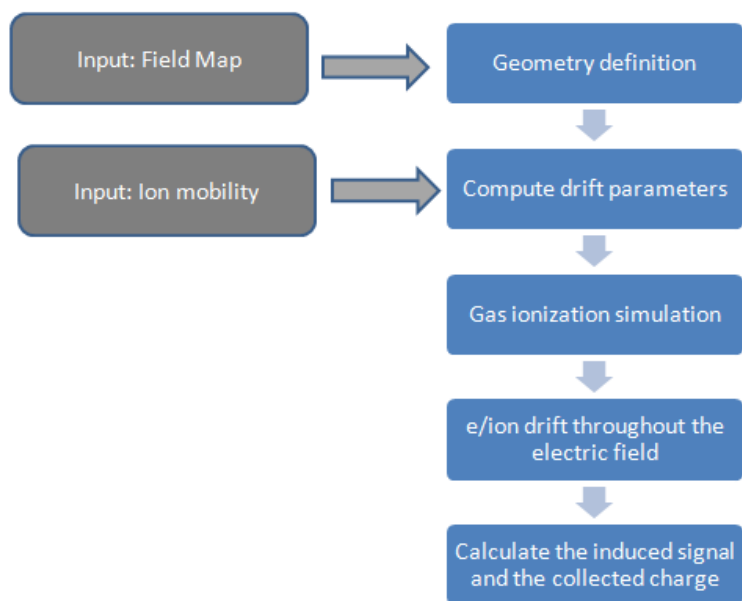 Input: Field Map
Geometry definition
Input: Ion mobility
Compute drift parameters
Gas ionization simulation
e/ion drift throughout the
electric field
Calculate the induced signal
and the collected charge